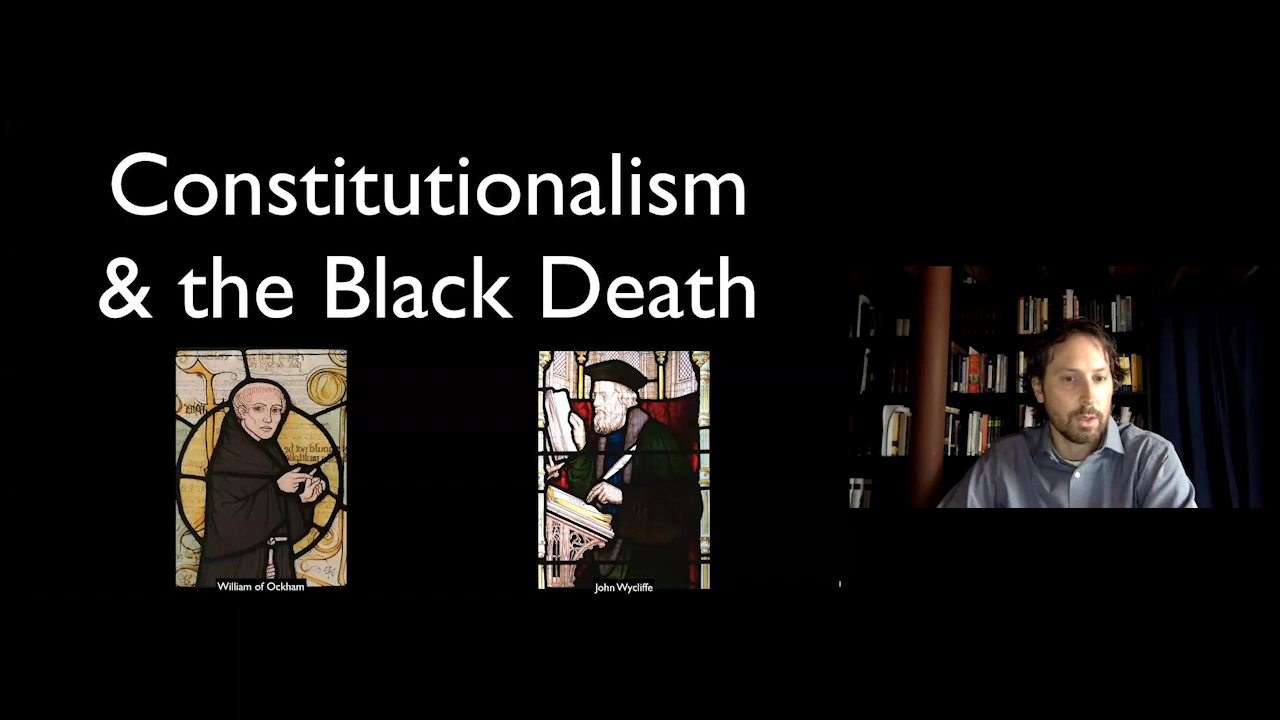 Constitutionalism
& the Black Death
William of Ockham
John Wycliffe